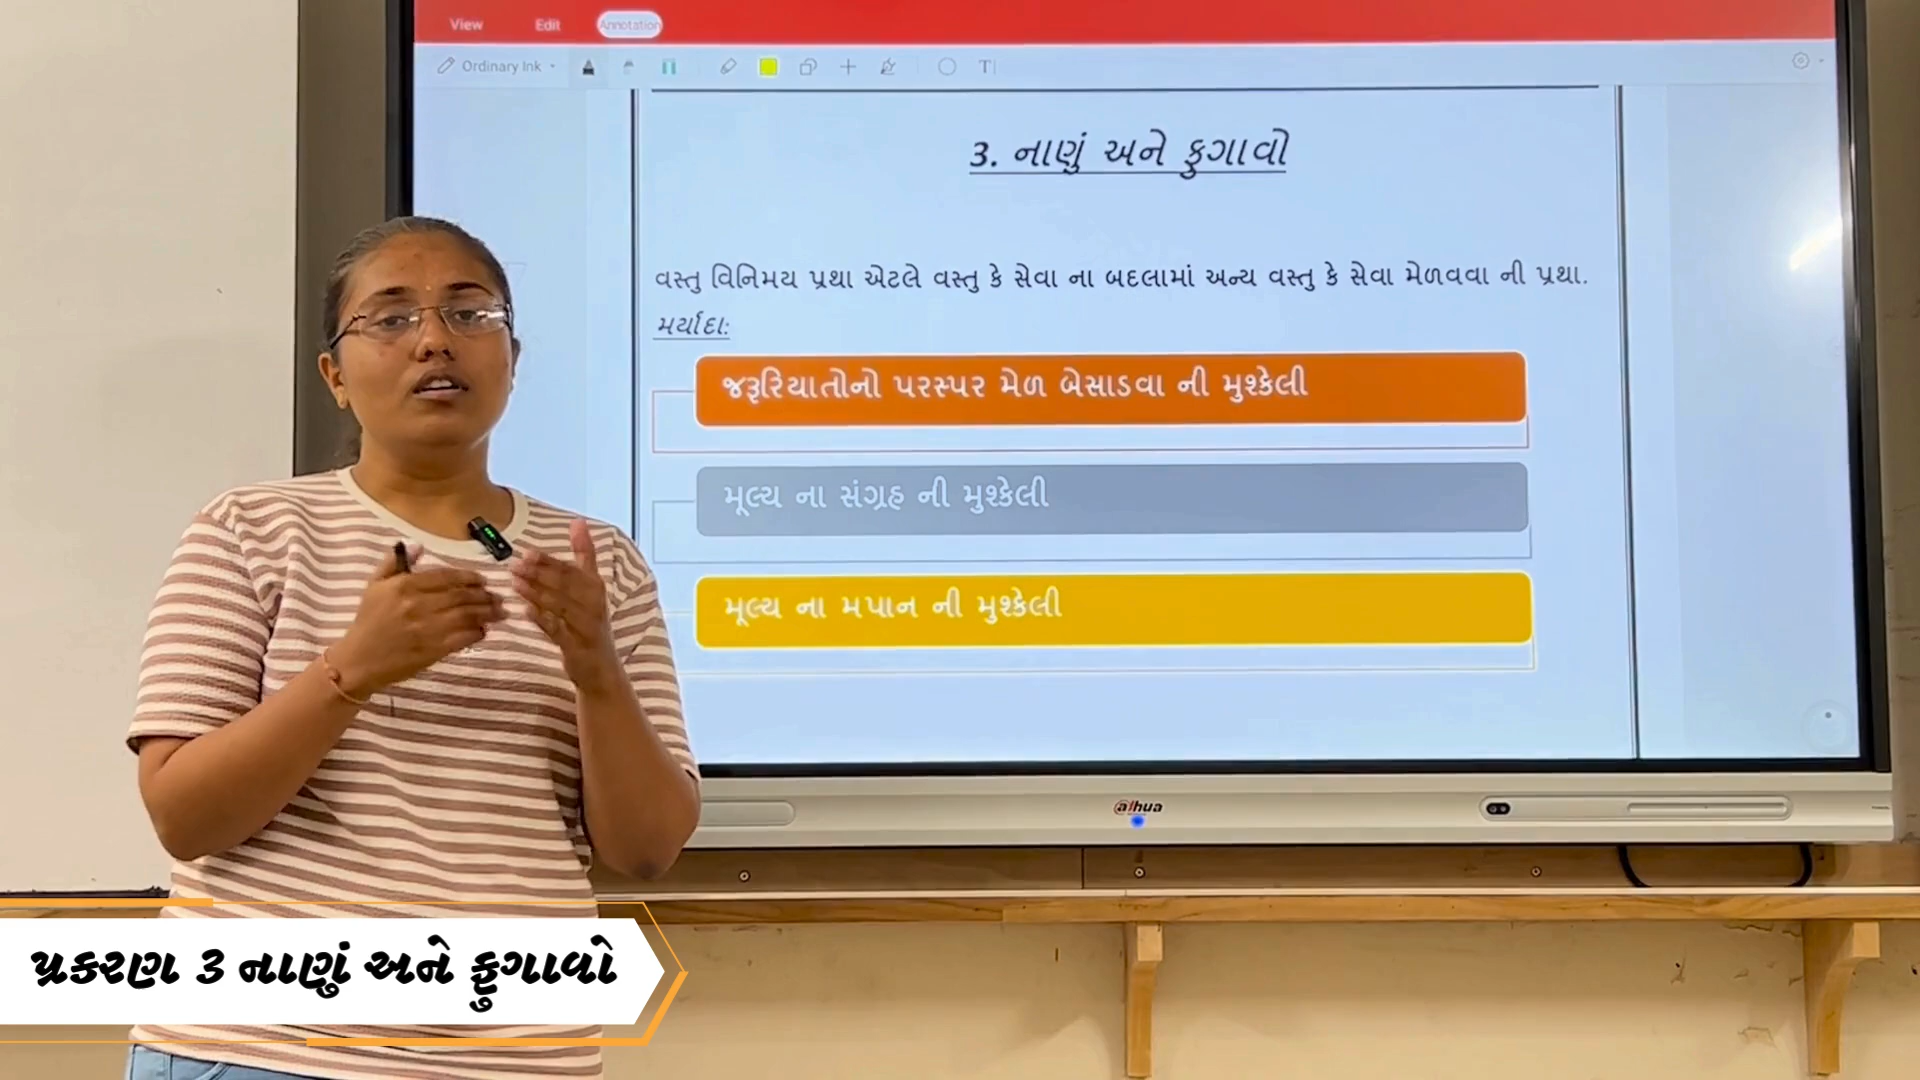 View Edit Annotation
Ordinary Ink
3. નાણું અને ફુગાવો
વસ્તુ વિનિમય પ્રથા એટલે વસ્તુ કે સેવા ના બદલામાં અન્ય વસ્તુ કે સેવા મેળવવા ની પ્રથા.
મર્યાદા:
જરૂરિયાતોનો પરસ્પર મેળ બેસાડવા ની મુશ્કેલી
મૂલ્ય ના સંગ્રહ ની મુશ્કેલી
મૂલ્ય ના મપાન ની મુશ્કેલી
alhua
પ્રકરણ 3 નાણું અને ફુગાવો